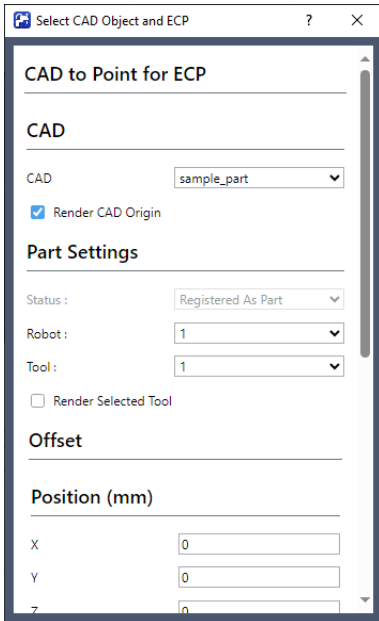 Select CAD Object and ECP ?
CAD to Point for ECP
CAD
CAD sample_part
Render CAD Origin
Part Settings
Status : Registered As Part
Robot : 1
Tool : 1
Render Selected Tool
Offset
Position (mm)
X 0
Y 0
Z 0